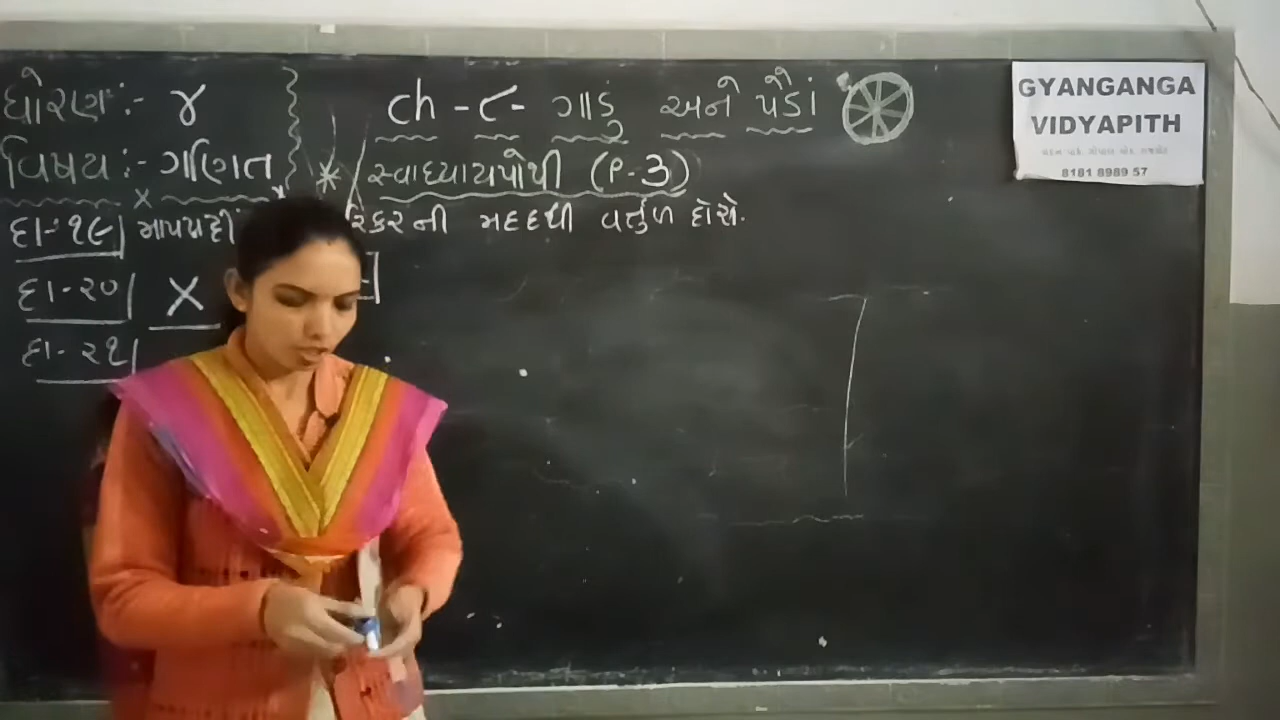 ધોરણ :- ૪
ch - ૮ - ગાડું અને પૈડાં
વિષય :- ગણિત
* સ્વાધ્યાયપોથી (P-3)
દા-૧૯ માપપટ્ટી
ની મદદથી વર્તુળ દોરો.
દા-૨૦ X
દા-૨૧
GYANGANGA
VIDYAPITH
8181 8989 57